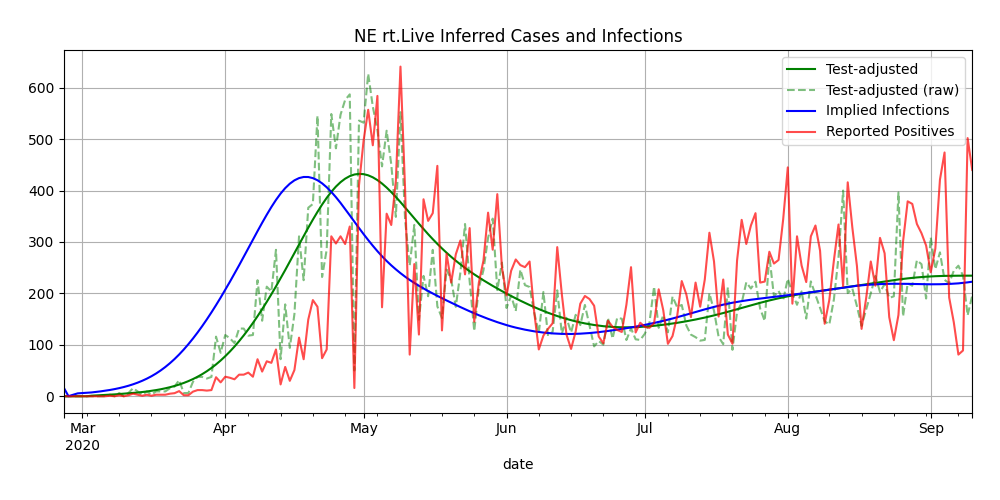 NE rt.Live Inferred Cases and Infections
Test-adjusted
Test-adjusted (raw)
Implied Infections
Reported Positives
600
500
400
300
200
100
0
Mar Apr May Jun Jul Aug Sep
2020
date